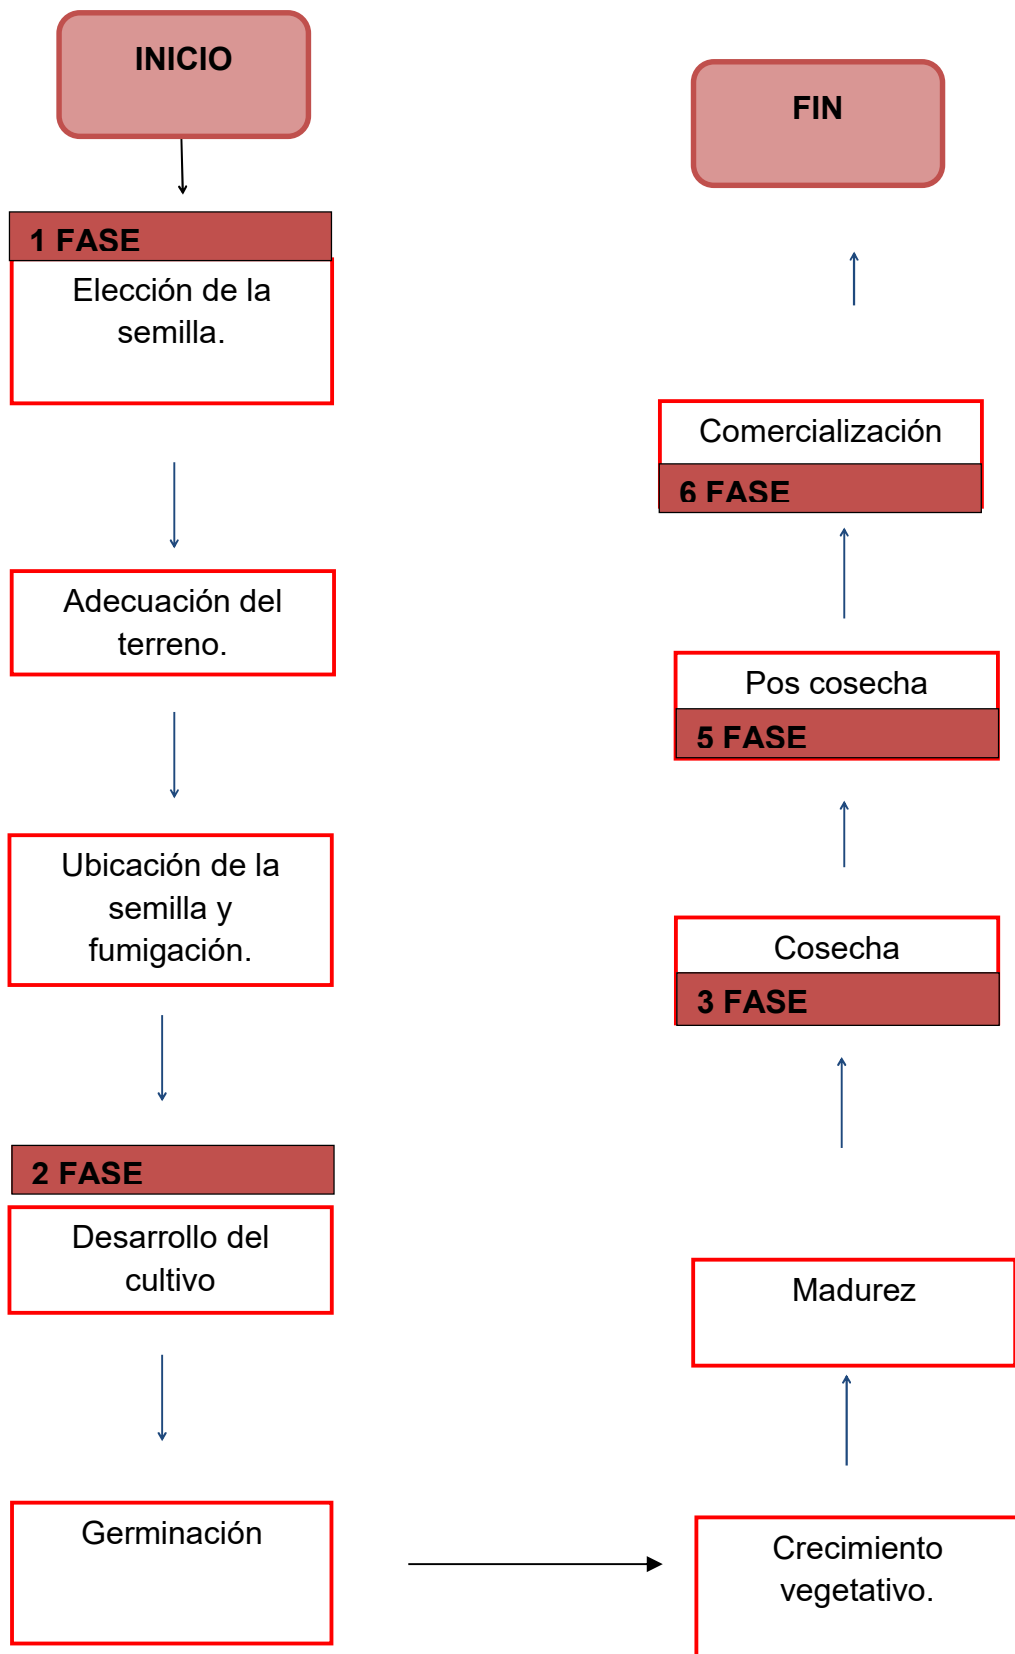 INICIO
1 FASE
Elección de la
semilla.
Adecuación del
terreno.
Ubicación de la
semilla y
fumigación.
2 FASE
Desarrollo del
cultivo
Germinación
Crecimiento
vegetativo.
Madurez
Cosecha
3 FASE
Pos cosecha
5 FASE
Comercialización
6 FASE
FIN